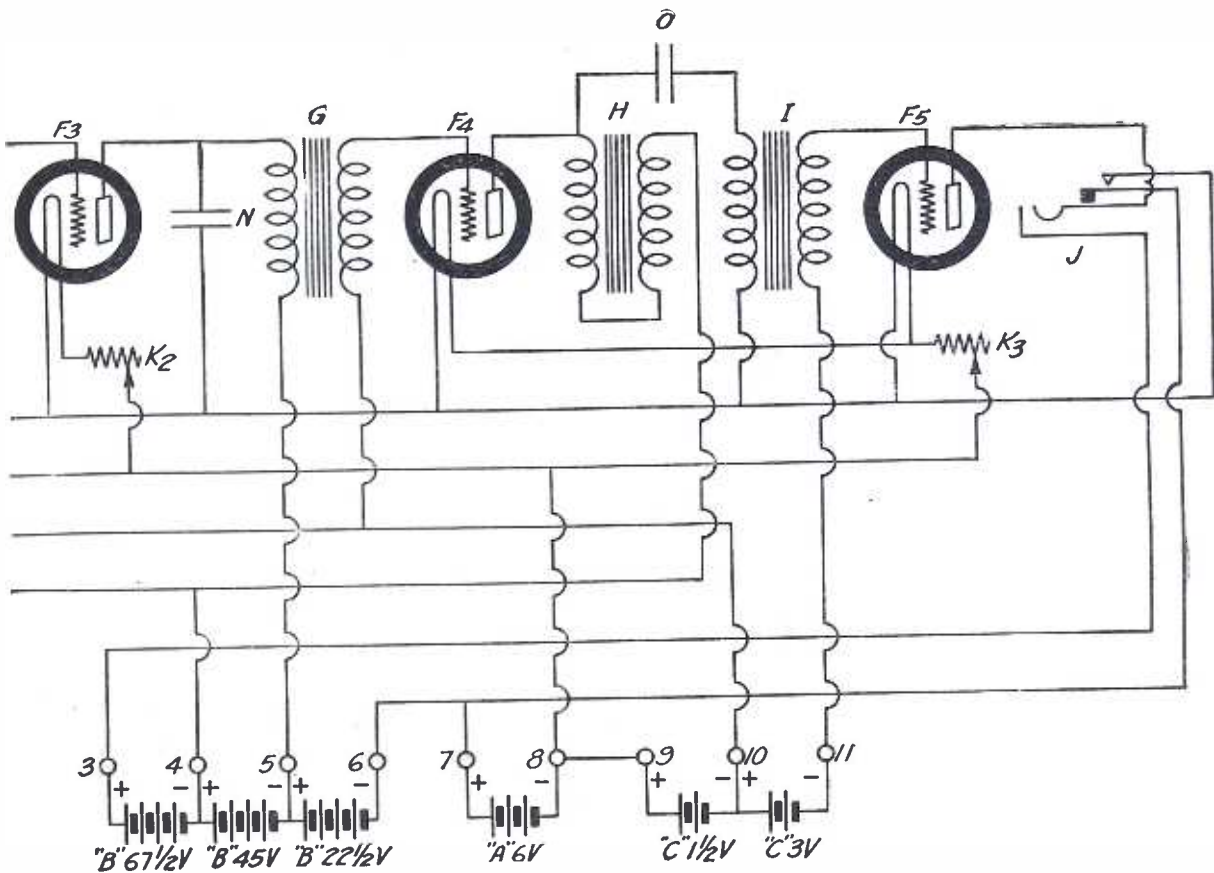 O
G
H
I
F3
F4
F5
N
J
K2
K3
3
4
5
6
7
8
9
10
11
+ - + - + - + - + - + -
"B" 67½V
"B" 45V
"B" 22½V
"A" 6V
"C" 1½V
"C" 3V